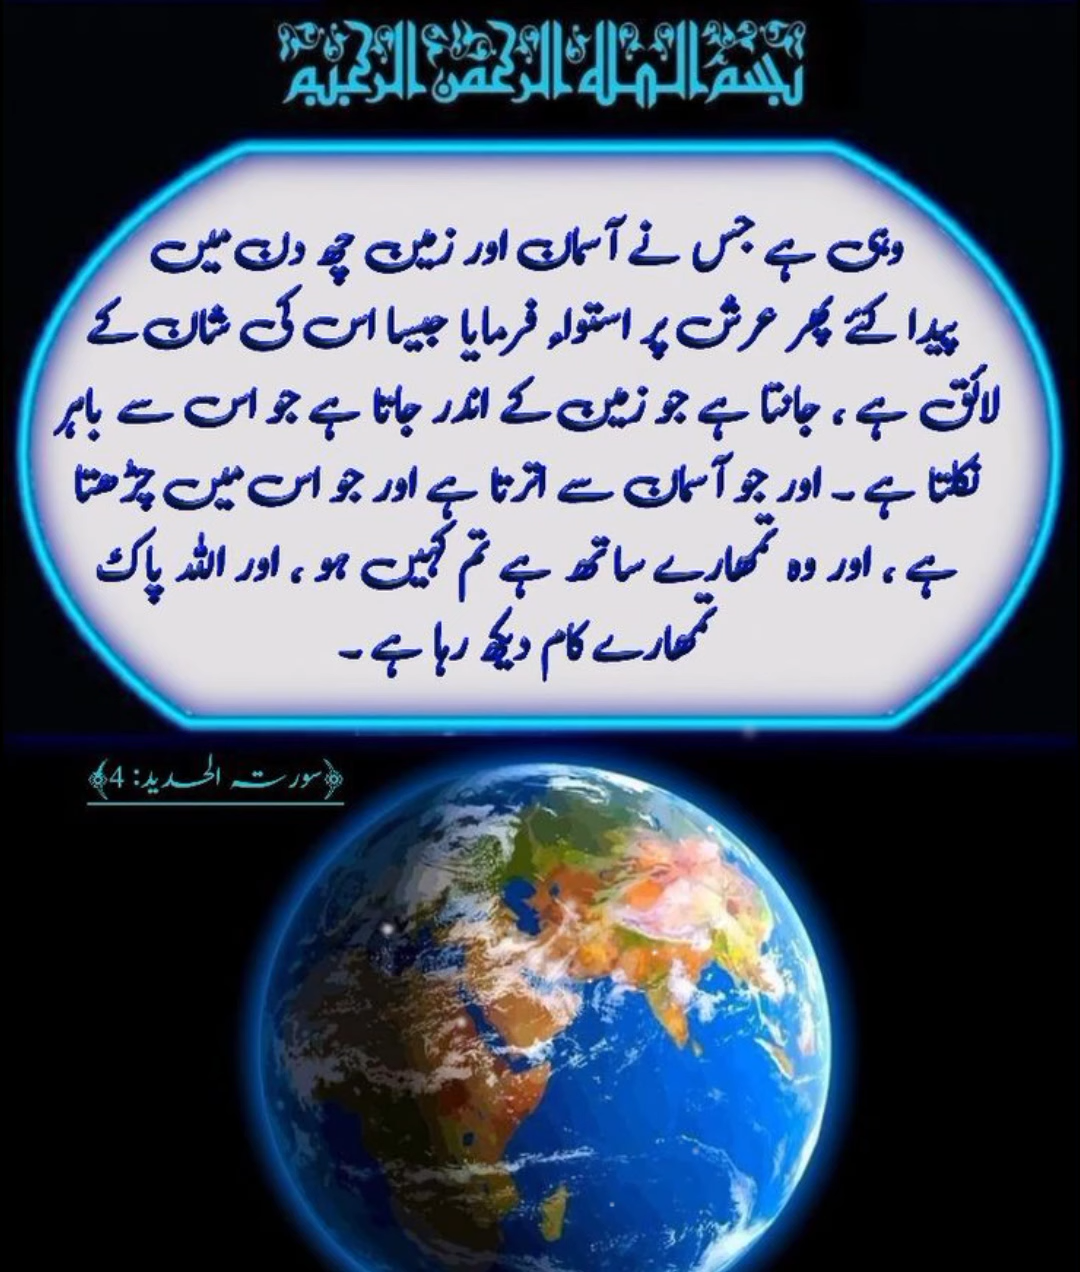 بسم الله الرحمن الرحيم
وہی ہے جس نے آسمان اور زمین چھ دن میں
پیدا کئے پھر عرش پر استواء فرمایا جیسا اس کی شان کے
لائق ہے ، جانتا ہے جو زمین کے اندر جاتا ہے جو اس سے باہر
نکلتا ہے ۔ اور جو آسمان سے اترتا ہے اور جو اس میں چڑھتا
ہے ، اور وہ تمھارے ساتھ ہے تم کہیں ہو ، اور اللہ پاک
تمھارے کام دیکھ رہا ہے ۔
﴿سورتہ الحدید: 4﴾